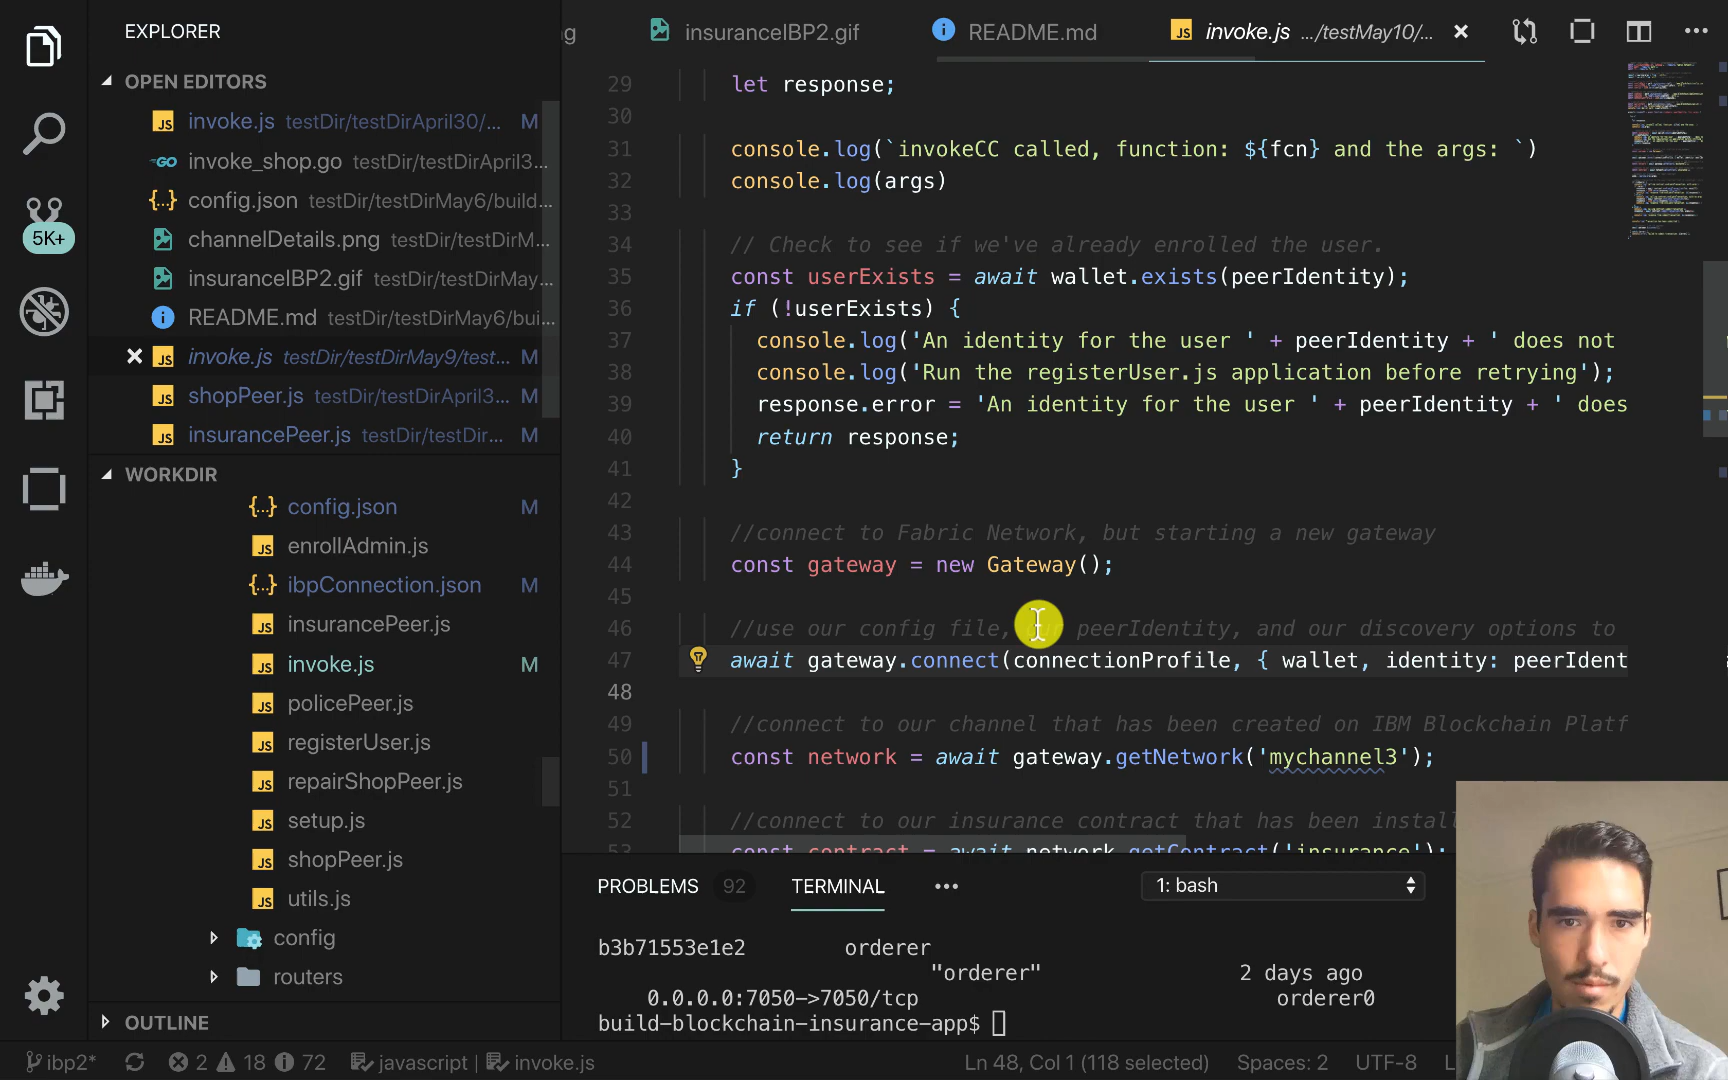 EXPLORER
OPEN EDITORS
invoke.js testDir/testDirApril30/... M
invoke_shop.go testDir/testDirApril3...
config.json testDir/testDirMay6/build...
channelDetails.png testDir/testDirM...
insuranceIBP2.gif testDir/testDirMay...
README.md testDir/testDirMay6/bui...
invoke.js testDir/testDirMay9/test... M
shopPeer.js testDir/testDirApril3... M
insurancePeer.js testDir/testDir... M
WORKDIR
config.json M
enrollAdmin.js
ibpConnection.json M
insurancePeer.js
invoke.js M
policePeer.js
registerUser.js
repairShopPeer.js
setup.js
shopPeer.js
utils.js
config
routers
OUTLINE
5K+
ng insuranceIBP2.gif README.md invoke.js .../testMay10/...
29 let response;
30
31 console.log(`invokeCC called, function: ${fcn} and the args: `)
32 console.log(args)
33
34 // Check to see if we've already enrolled the user.
35 const userExists = await wallet.exists(peerIdentity);
36 if (!userExists) {
37 console.log('An identity for the user ' + peerIdentity + ' does not
38 console.log('Run the registerUser.js application before retrying');
39 response.error = 'An identity for the user ' + peerIdentity + ' does
40 return response;
41 }
42
43 //connect to Fabric Network, but starting a new gateway
44 const gateway = new Gateway();
45
46 //use our config file, our peerIdentity, and our discovery options to
47 await gateway.connect(connectionProfile, { wallet, identity: peerIdent
48
49 //connect to our channel that has been created on IBM Blockchain Platf
50 const network = await gateway.getNetwork('mychannel3');
51
52 //connect to our insurance contract that has been instal
53 const contract = await network.getContract('insurance');
PROBLEMS 92 TERMINAL ... 1: bash
b3b71553e1e2 orderer
"orderer" 2 days ago
0.0.0.0:7050->7050/tcp orderer0
build-blockchain-insurance-app$
ibp2* 2 18 72 javascript | invoke.js Ln 48, Col 1 (118 selected) Spaces: 2 UTF-8 L